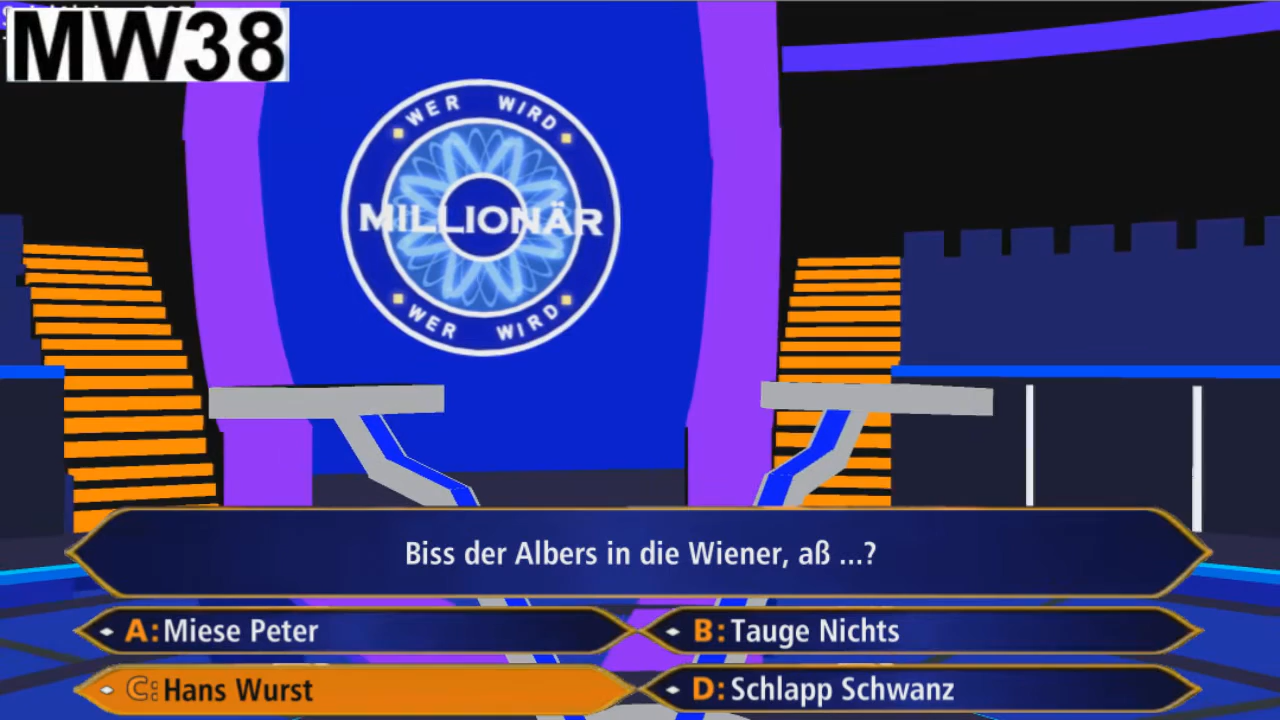 MW38
WER WIRD
MILLIONÄR
WER WIRD
Biss der Albers in die Wiener, aß ...?
A: Miese Peter
B: Tauge Nichts
C: Hans Wurst
D: Schlapp Schwanz